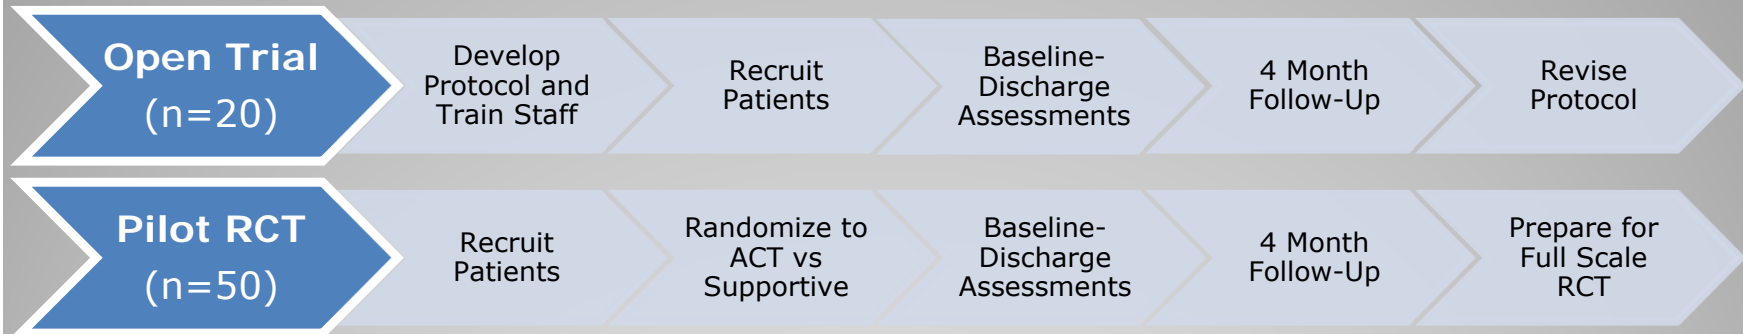 Open Trial
(n=20)
Develop
Protocol and
Train Staff
Recruit
Patients
Baseline-
Discharge
Assessments
4 Month
Follow-Up
Revise
Protocol
Pilot RCT
(n=50)
Recruit
Patients
Randomize to
ACT vs
Supportive
Baseline-
Discharge
Assessments
4 Month
Follow-Up
Prepare for
Full Scale
RCT